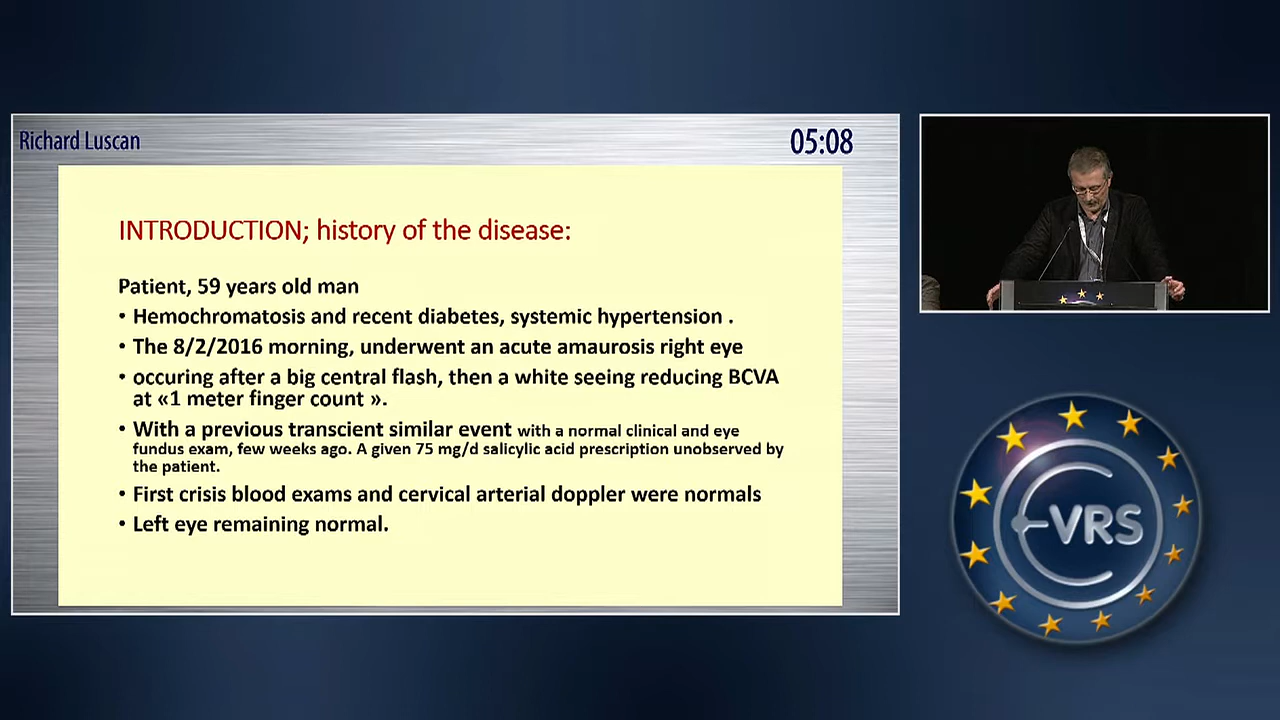 Richard Luscan
05:08
INTRODUCTION; history of the disease:
Patient, 59 years old man
• Hemochromatosis and recent diabetes, systemic hypertension .
• The 8/2/2016 morning, underwent an acute amaurosis right eye
• occuring after a big central flash, then a white seeing reducing BCVA
at «1 meter finger count ».
• With a previous transcient similar event with a normal clinical and eye
fundus exam, few weeks ago. A given 75 mg/d salicylic acid prescription unobserved by
the patient.
• First crisis blood exams and cervical arterial doppler were normals
• Left eye remaining normal.
EVRS